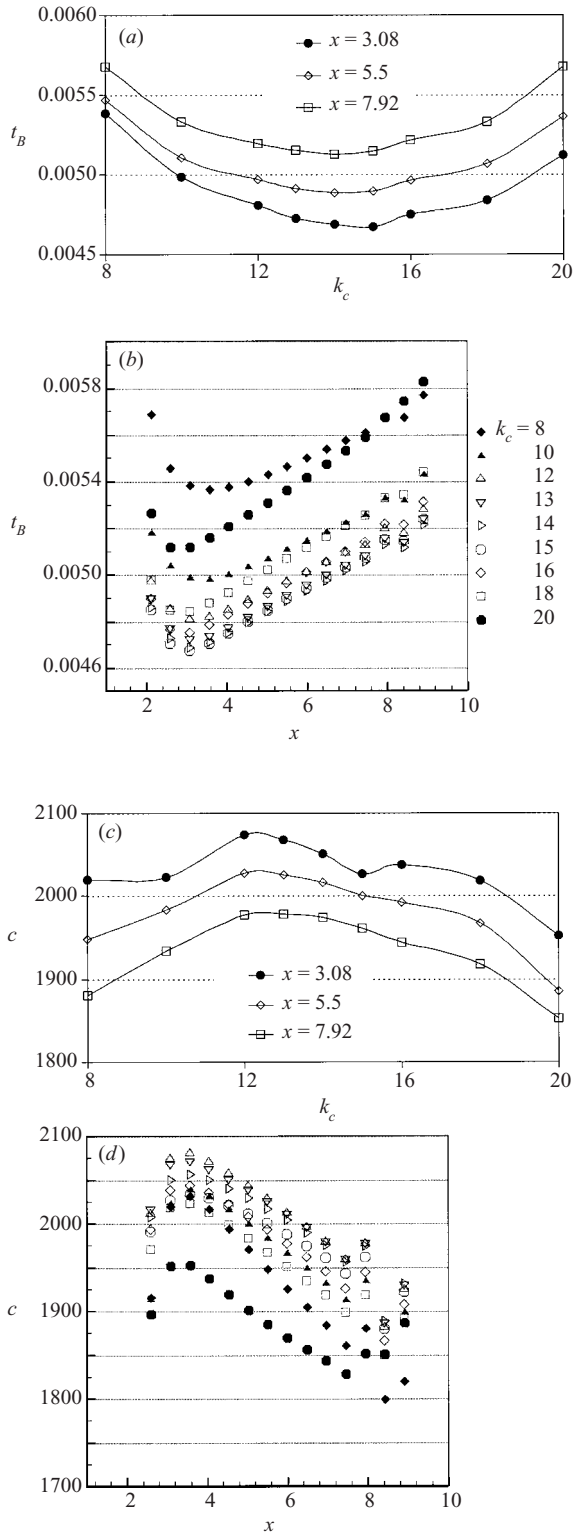 0.0060
(a)
x = 3.08
x = 5.5
x = 7.92
0.0055
t_B
0.0050
0.0045
8 12 16 20
k_c
(b)
0.0058
0.0054
t_B
0.0050
0.0046
2 4 6 8 10
x
k_c = 8
10
12
13
14
15
16
18
20
2100
(c)
2000
c
1900
x = 3.08
x = 5.5
x = 7.92
1800
8 12 16 20
k_c
2100
(d)
2000
c
1900
1800
1700
2 4 6 8 10
x